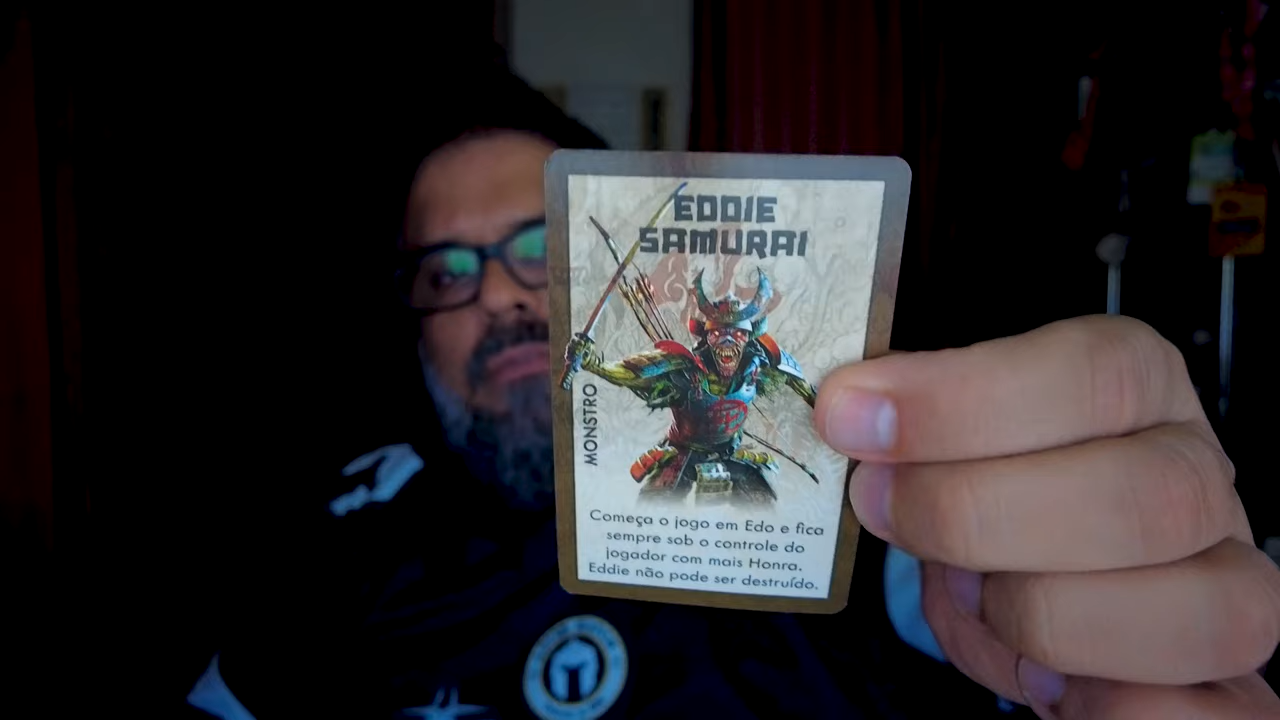 EDDIE
SAMURAI
MONSTRO
Começa o jogo em Edo e fica
sempre sob o controle do
jogador com mais Honra.
Eddie não pode ser destruído.